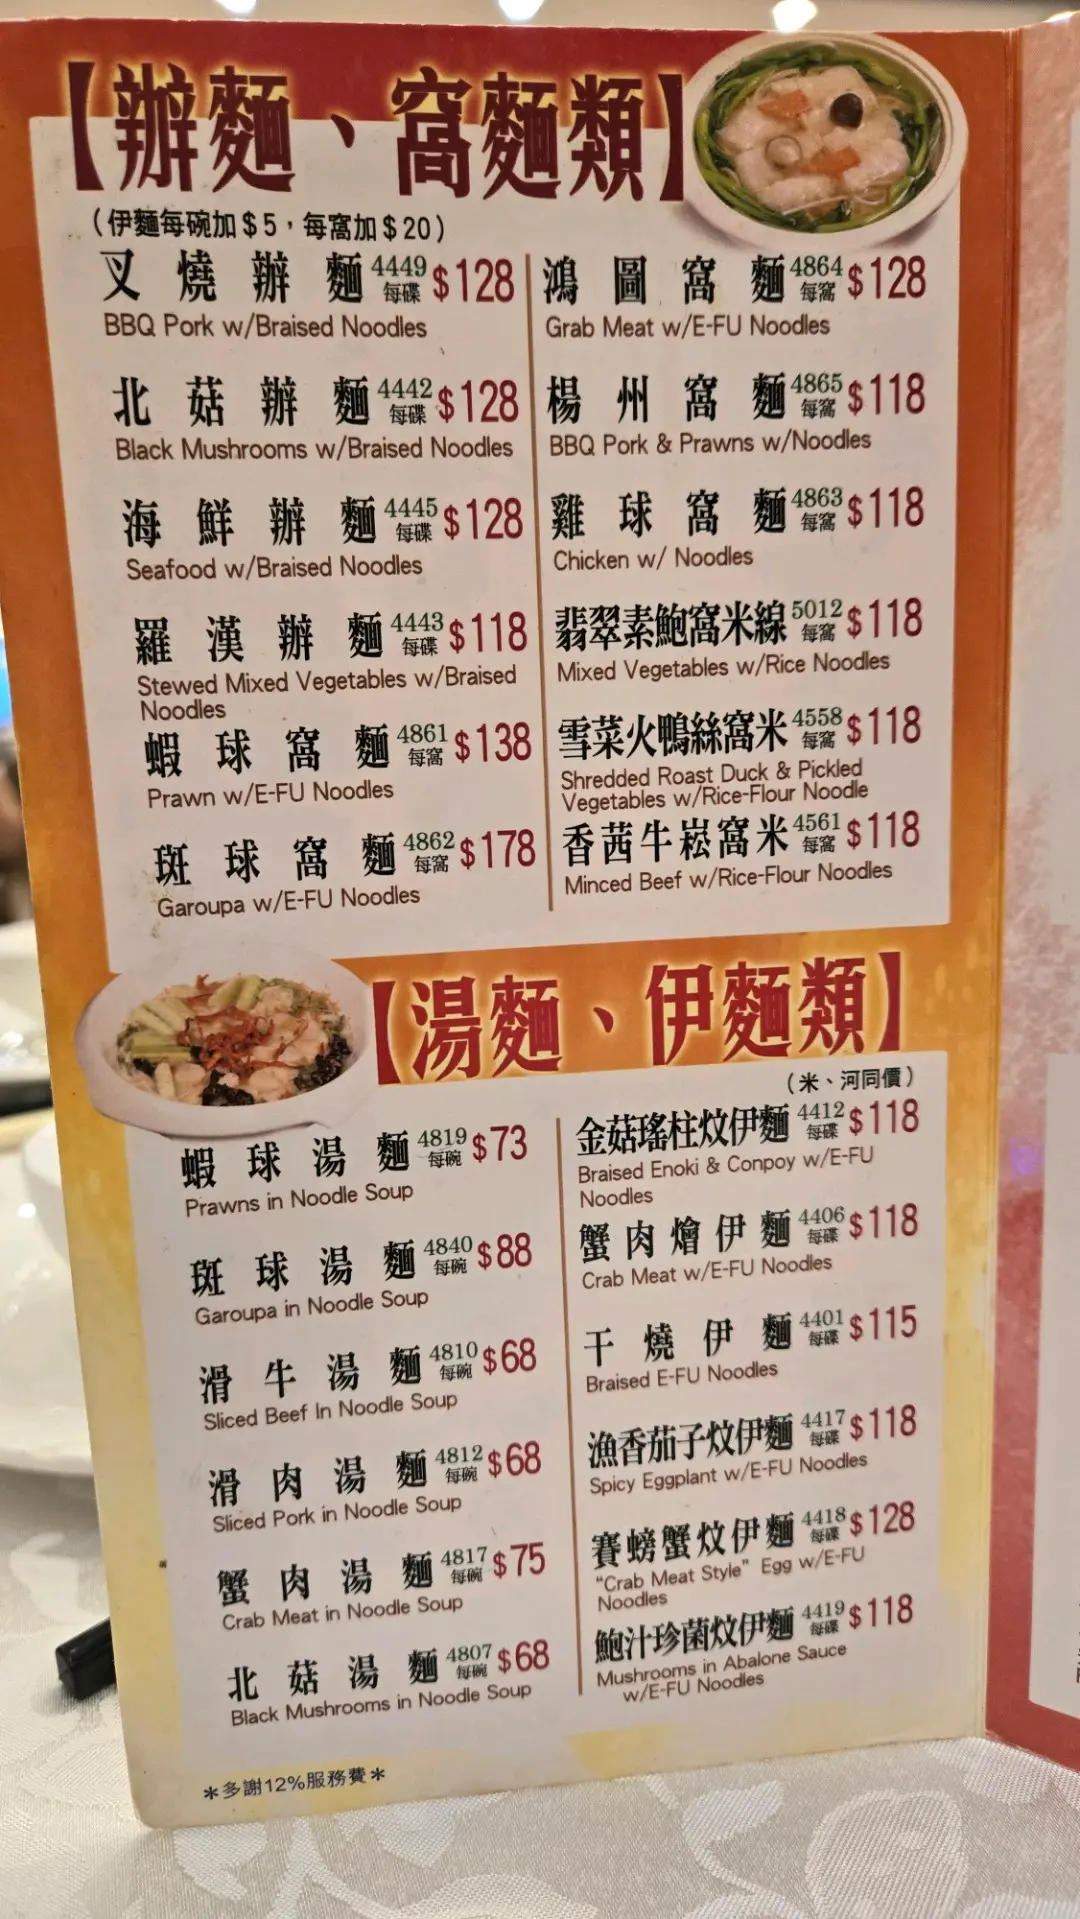 【辦麵、窩麵類】
（伊麵每碗加＄5，每窩加＄20）
叉燒辦麵 4449 每碟 $128
BBQ Pork w/Braised Noodles
北菇辦麵 4442 每碟 $128
Black Mushrooms w/Braised Noodles
海鮮辦麵 4445 每碟 $128
Seafood w/Braised Noodles
羅漢辦麵 4443 每碟 $118
Stewed Mixed Vegetables w/Braised
Noodles
蝦球窩麵 4861 每窩 $138
Prawn w/E-FU Noodles
斑球窩麵 4862 每窩 $178
Garoupa w/E-FU Noodles
鴻圖窩麵 4864 每窩 $128
Grab Meat w/E-FU Noodles
楊州窩麵 4865 每窩 $118
BBQ Pork & Prawns w/Noodles
雞球窩麵 4863 每窩 $118
Chicken w/ Noodles
翡翠素鮑窩米線 5012 每窩 $118
Mixed Vegetables w/Rice Noodles
雪菜火鴨絲窩米 4558 每窩 $118
Shredded Roast Duck & Pickled
Vegetables w/Rice-Flour Noodle
香茜牛崧窩米 4561 每窩 $118
Minced Beef w/Rice-Flour Noodles
【湯麵、伊麵類】
（米、河同價）
蝦球湯麵 4819 每碗 $73
Prawns in Noodle Soup
斑球湯麵 4840 每碗 $88
Garoupa in Noodle Soup
滑牛湯麵 4810 每碗 $68
Sliced Beef In Noodle Soup
滑肉湯麵 4812 每碗 $68
Sliced Pork in Noodle Soup
蟹肉湯麵 4817 每碗 $75
Crab Meat in Noodle Soup
北菇湯麵 4807 每碗 $68
Black Mushrooms in Noodle Soup
金菇瑤柱炆伊麵 4412 每碟 $118
Braised Enoki & Conpoy w/E-FU
Noodles
蟹肉燴伊麵 4406 每碟 $118
Crab Meat w/E-FU Noodles
干燒伊麵 4401 每碟 $115
Braised E-FU Noodles
漁香茄子炆伊麵 4417 每碟 $118
Spicy Eggplant w/E-FU Noodles
賽螃蟹炆伊麵 4418 每碟 $128
"Crab Meat Style" Egg w/E-FU
Noodles
鮑汁珍菌炆伊麵 4419 每碟 $118
Mushrooms in Abalone Sauce
w/E-FU Noodles
＊多謝12%服務費＊